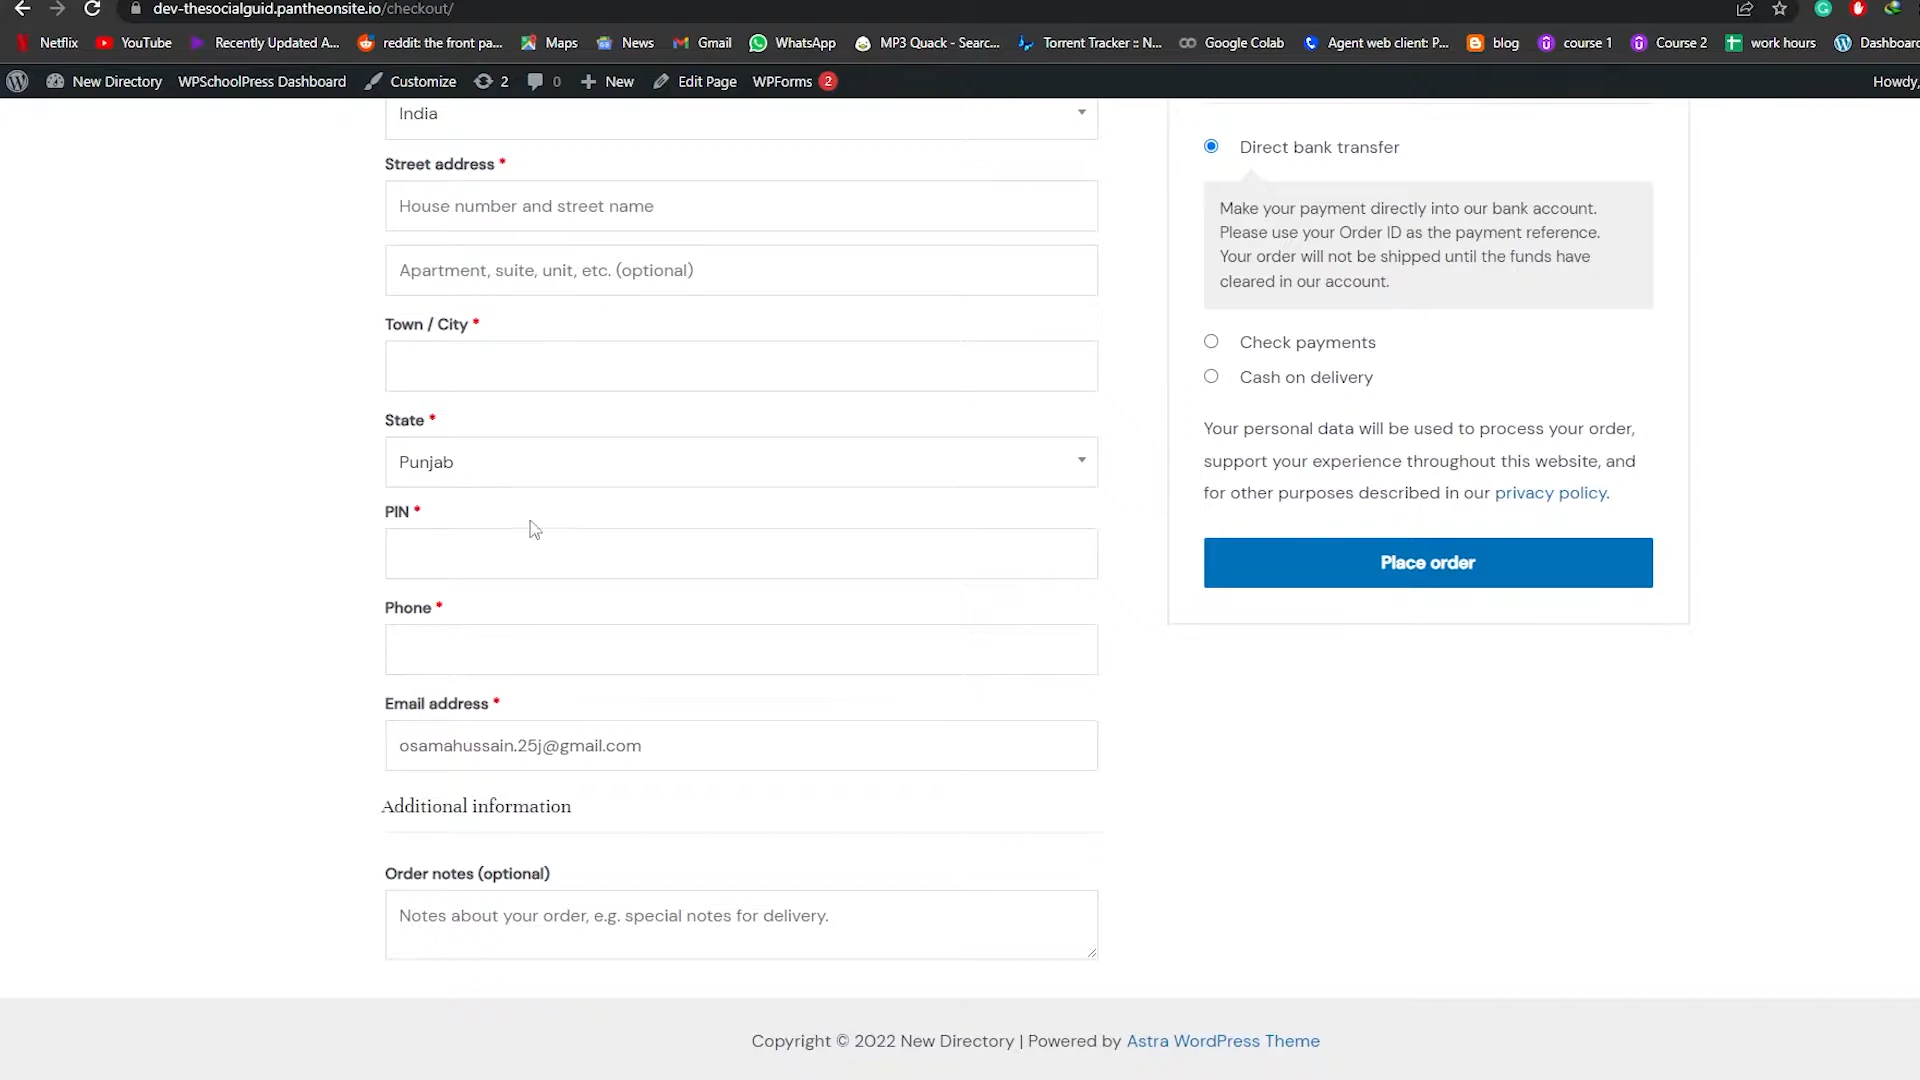 dev-thesocialguid.pantheonsite.io/checkout/
Netflix YouTube Recently Updated A... reddit: the front pa... Maps News Gmail WhatsApp MP3 Quack - Searc... Torrent Tracker :: N... Google Colab Agent web client: P... blog course 1 Course 2 work hours Dashboard
New Directory WPSchoolPress Dashboard Customize 2 0 New Edit Page WPForms 2 Howdy,
India
Street address *
House number and street name
Apartment, suite, unit, etc. (optional)
Town / City *
State *
Punjab
PIN *
Phone *
Email address *
osamahussain.25j@gmail.com
Additional information
Order notes (optional)
Notes about your order, e.g. special notes for delivery.
Direct bank transfer
Make your payment directly into our bank account.
Please use your Order ID as the payment reference.
Your order will not be shipped until the funds have
cleared in our account.
Check payments
Cash on delivery
Your personal data will be used to process your order,
support your experience throughout this website, and
for other purposes described in our privacy policy.
Place order
Copyright © 2022 New Directory | Powered by Astra WordPress Theme